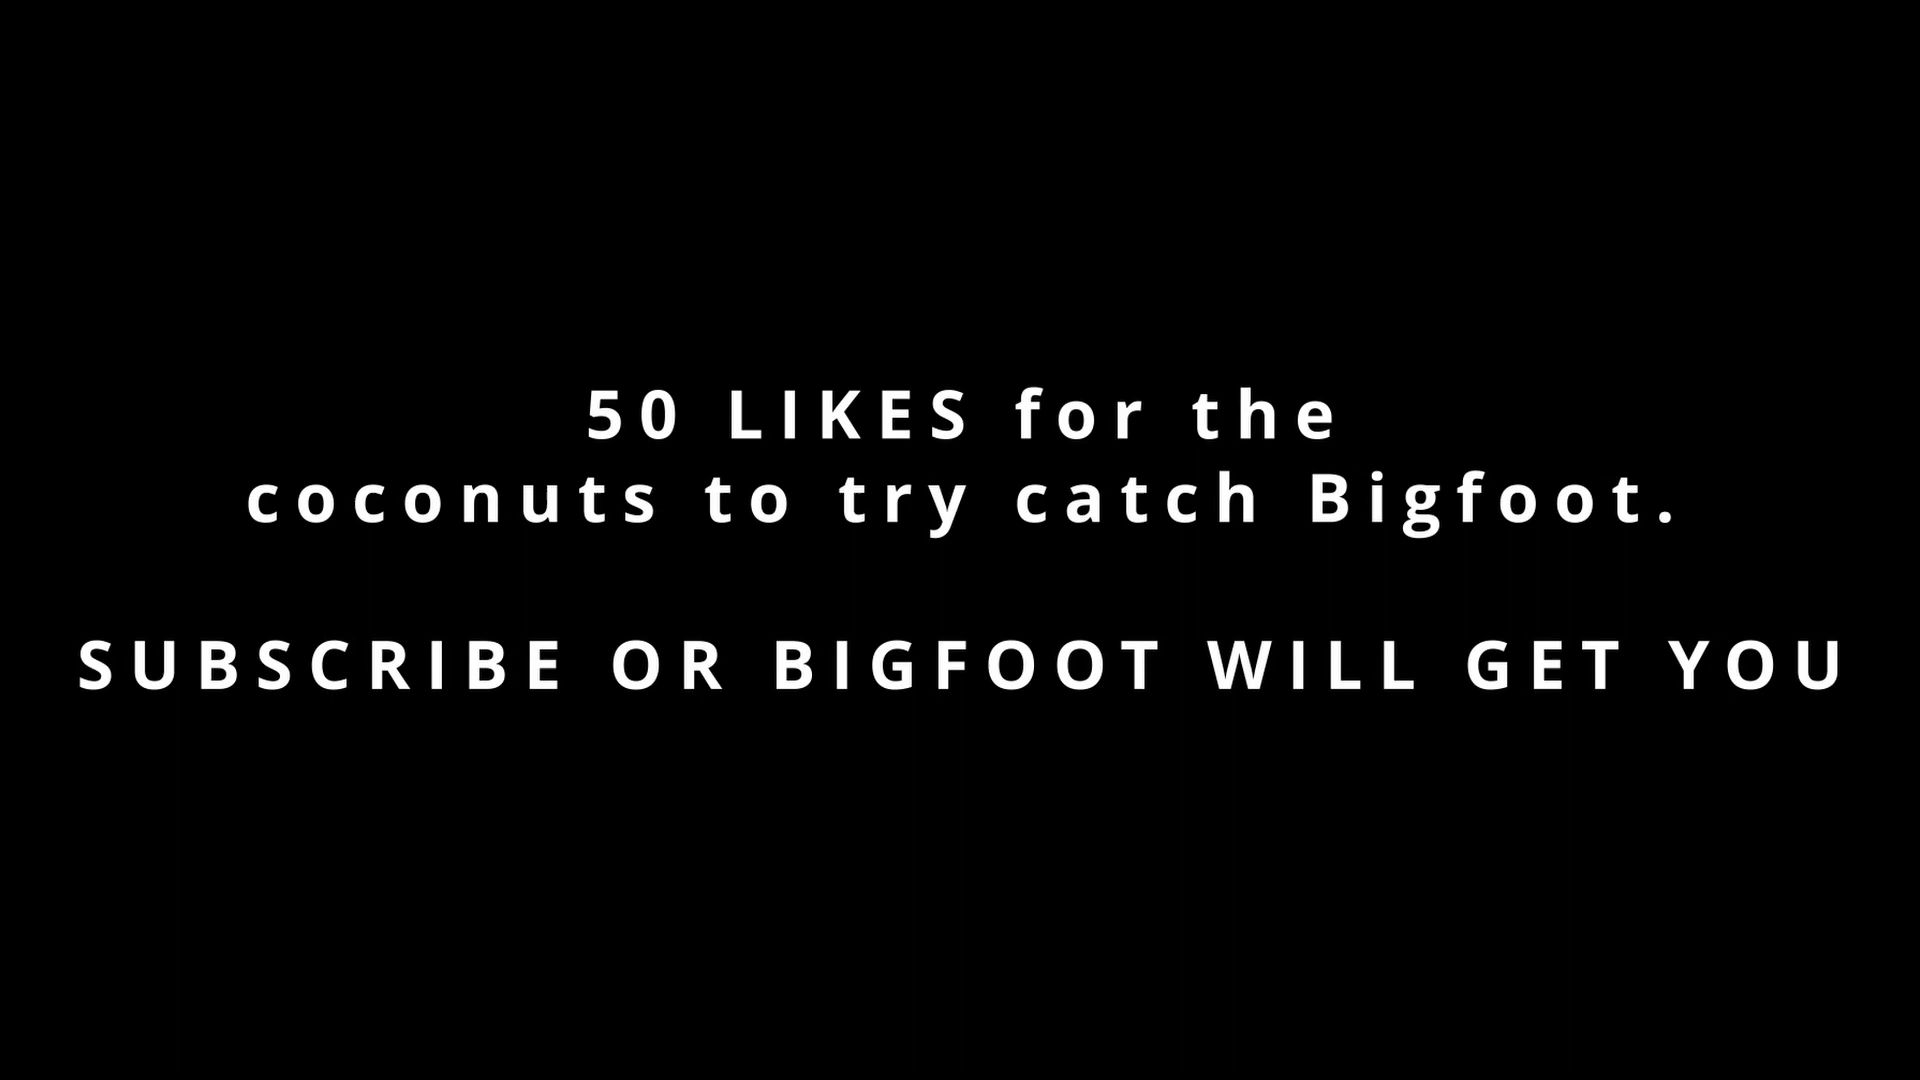 50 LIKES for the
coconuts to try catch Bigfoot.
SUBSCRIBE OR BIGFOOT WILL GET YOU